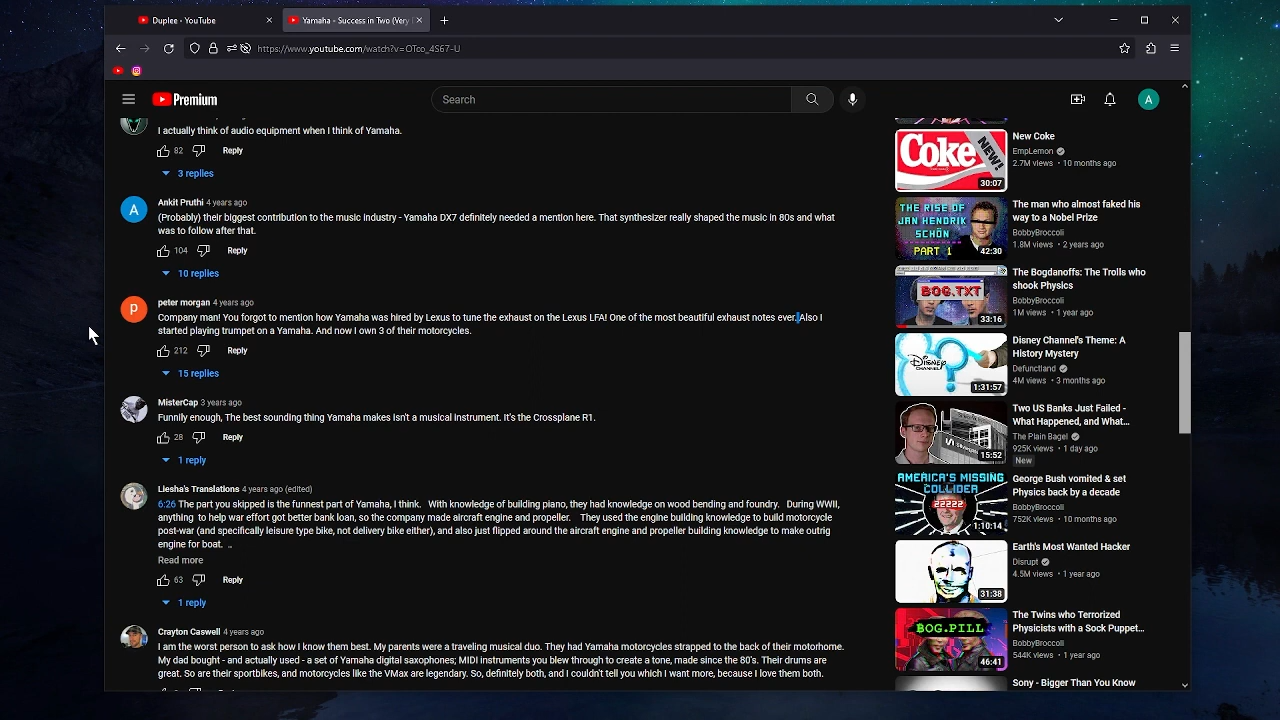 Duplee - YouTube
Yamaha - Success in Two (Very
https://www.youtube.com/watch?v=OTco_4S67-U
Premium
Search
A
I actually think of audio equipment when I think of Yamaha.
82 Reply
3 replies
A
Ankit Pruthi 4 years ago
(Probably) their biggest contribution to the music industry - Yamaha DX7 definitely needed a mention here. That synthesizer really shaped the music in 80s and what
was to follow after that.
104 Reply
10 replies
P
peter morgan 4 years ago
Company man! You forgot to mention how Yamaha was hired by Lexus to tune the exhaust on the Lexus LFA! One of the most beautiful exhaust notes ever. Also I
started playing trumpet on a Yamaha. And now I own 3 of their motorcycles.
212 Reply
15 replies
MisterCap 3 years ago
Funnily enough, The best sounding thing Yamaha makes isn't a musical instrument. It's the Crossplane R1.
28 Reply
1 reply
Llesha's Translations 4 years ago (edited)
6:26 The part you missed is the funnest part of Yamaha, I think. With knowledge of building piano, they had knowledge on wood bending and foundry. During WWII,
anything to help war effort got better bank loan, so the company made aircraft engine and propeller. They used the engine building knowledge to build motorcycle
post-war (and specifically leisure type bike, not delivery bike either), and also just flipped around the aircraft engine and propeller building knowledge to make outrig
engine for boat. ..
Read more
63 Reply
1 reply
Crayton Caswell 4 years ago
I am the worst person to ask how I know them best. My parents were a traveling musical duo. They had Yamaha motorcycles strapped to the back of their motorhome.
My dad bought - and actually used - a set of Yamaha digital saxophones; MIDI instruments you blew through to create a tone, made since the 80's. Their drums are
great. So are their sportbikes, and motorcycles like the VMax are legendary. So, definitely both, and I couldn't tell you which I want more, because I love them both.
Coke
NEW!
30:07
New Coke
EmpLemon
2.7M views • 10 months ago
THE RISE OF
JAN HENDRIK
SCHÖN
PART 1
42:30
The man who almost faked his
way to a Nobel Prize
BobbyBroccoli
1.8M views • 2 years ago
BOG.TXT
33:16
The Bogdanoffs: The Trolls who
shook Physics
BobbyBroccoli
1M views • 1 year ago
DISNEY
CHANNEL
1:31:57
Disney Channel's Theme: A
History Mystery
Defunctland
4M views • 3 months ago
15:52
Two US Banks Just Failed -
What Happened, and What...
The Plain Bagel
925K views • 1 day ago
New
AMERICA'S MISSING
COLLIDER
1:10:14
George Bush vomited & set
Physics back by a decade
BobbyBroccoli
752K views • 10 months ago
31:38
Earth's Most Wanted Hacker
Disrupt
4.5M views • 1 year ago
BOG.PILL
46:41
The Twins who Terrorized
Physicists with a Sock Puppet...
BobbyBroccoli
544K views • 1 year ago
Sony - Bigger Than You Know